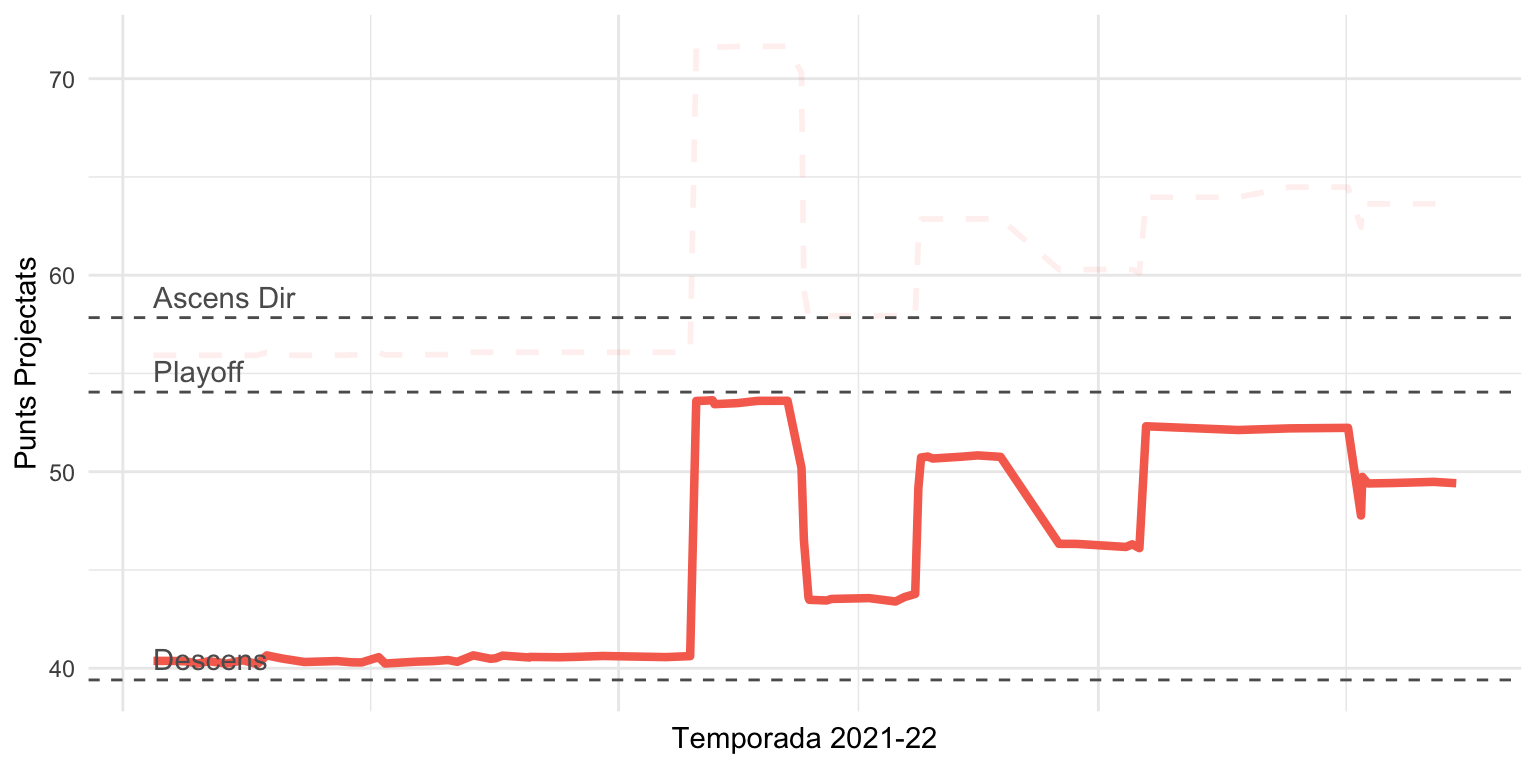 70
60
50
40
Punts Projectats
Ascens Dir
Playoff
Descens
Temporada 2021-22